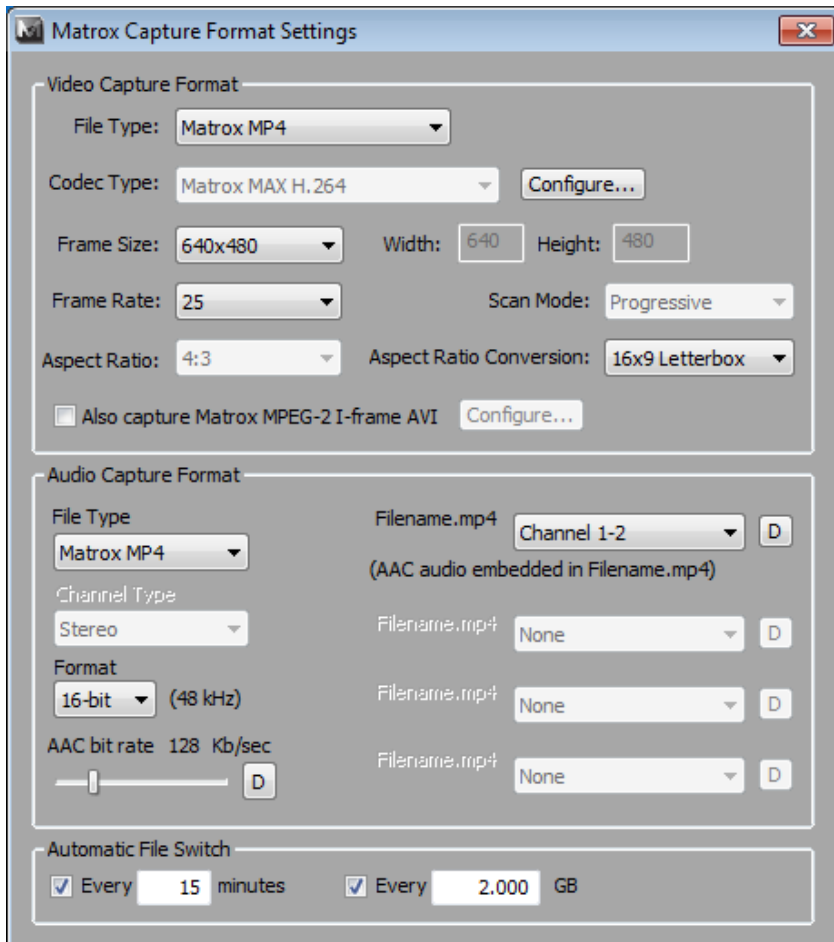 Matrox Capture Format Settings
Video Capture Format
File Type: Matrox MP4
Codec Type: Matrox MAX H.264 Configure...
Frame Size: 640x480 Width: 640 Height: 480
Frame Rate: 25 Scan Mode: Progressive
Aspect Ratio: 4:3 Aspect Ratio Conversion: 16x9 Letterbox
Also capture Matrox MPEG-2 I-frame AVI Configure...
Audio Capture Format
File Type
Matrox MP4
Channel Type
Stereo
Format
16-bit (48 kHz)
AAC bit rate 128 Kb/sec
D
Filename.mp4 Channel 1-2 D
(AAC audio embedded in Filename.mp4)
Filename.mp4 None D
Filename.mp4 None D
Filename.mp4 None D
Automatic File Switch
Every 15 minutes Every 2.000 GB